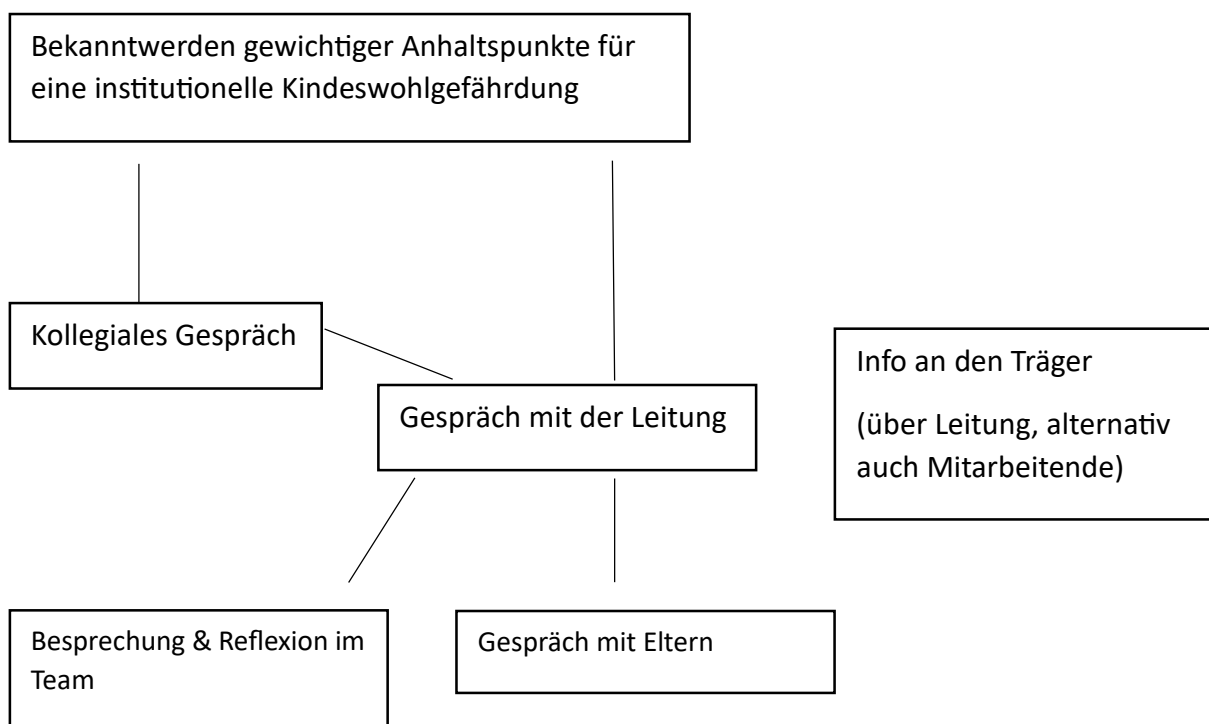 Bekanntwerden gewichtiger Anhaltspunkte für
eine institutionelle Kindeswohlgefährdung
Kollegiales Gespräch
Gespräch mit der Leitung
Info an den Träger
(über Leitung, alternativ
auch Mitarbeitende)
Besprechung & Reflexion im
Team
Gespräch mit Eltern